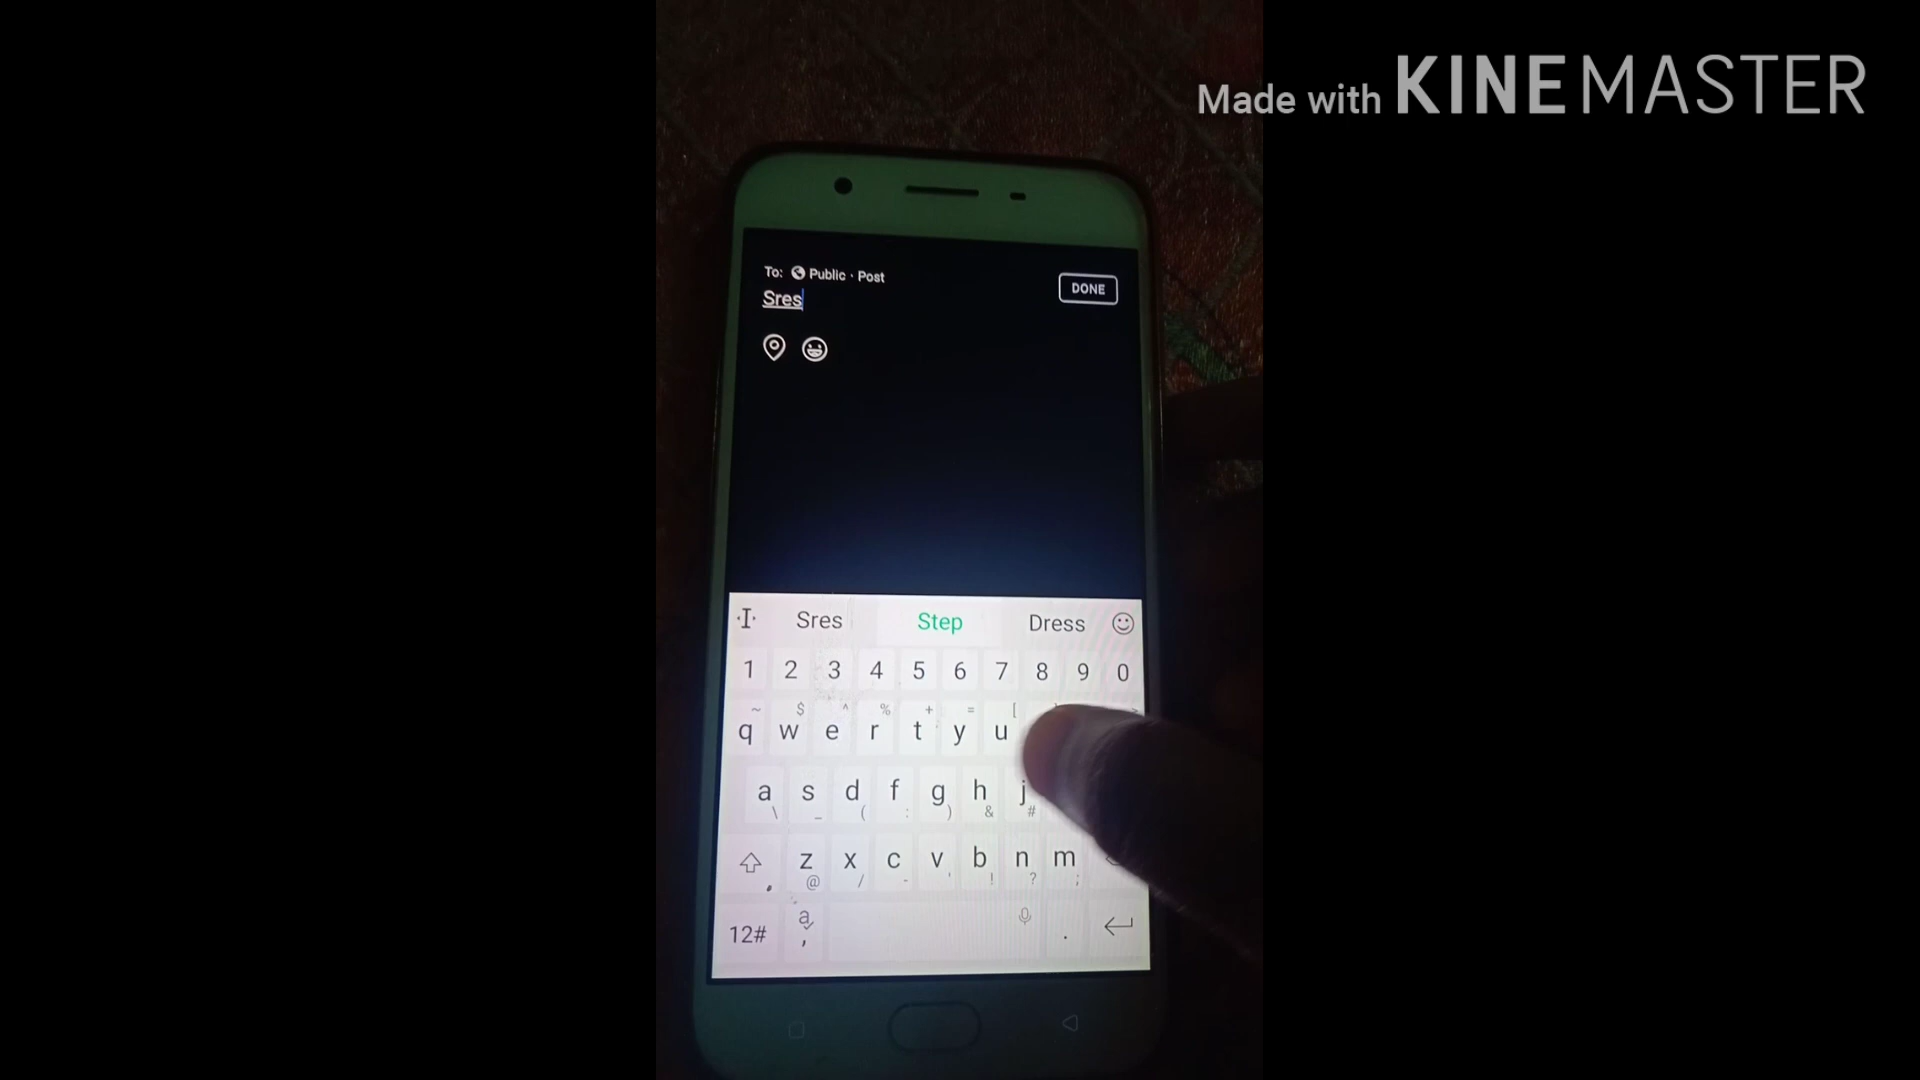 Made with KINEMASTER
To: Public · Post
Sres
DONE
Sres Step Dress
1 2 3 4 5 6 7 8 9 0
~ $ ^ % + = [
q w e r t y u
a s d f g h j
\ _ ( : ) & #
z x c v b n m
@ / - ' ! ? ;
12# a , .